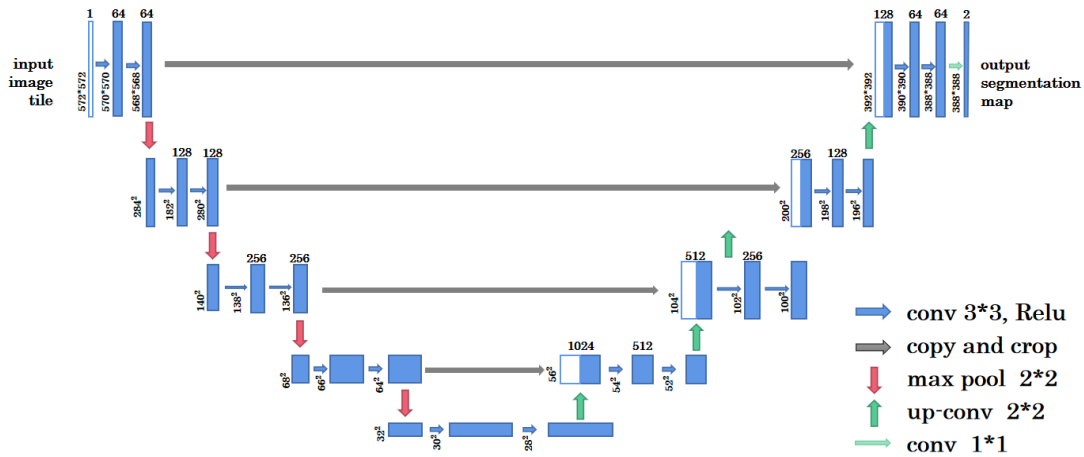 1 64 64
128 64 64 2
input
image
tile
572*572
570*570
568*568
392*392
390*390
388*388
388*388
output
segmentation
map
128 128
256 128
284²
182²
280²
200²
198²
196²
256 256
512 256
140²
138²
136²
104²
102²
100²
1024 512
68²
66²
64²
56²
54²
52²
32²
30²
28²
conv 3*3, Relu
copy and crop
max pool 2*2
up-conv 2*2
conv 1*1